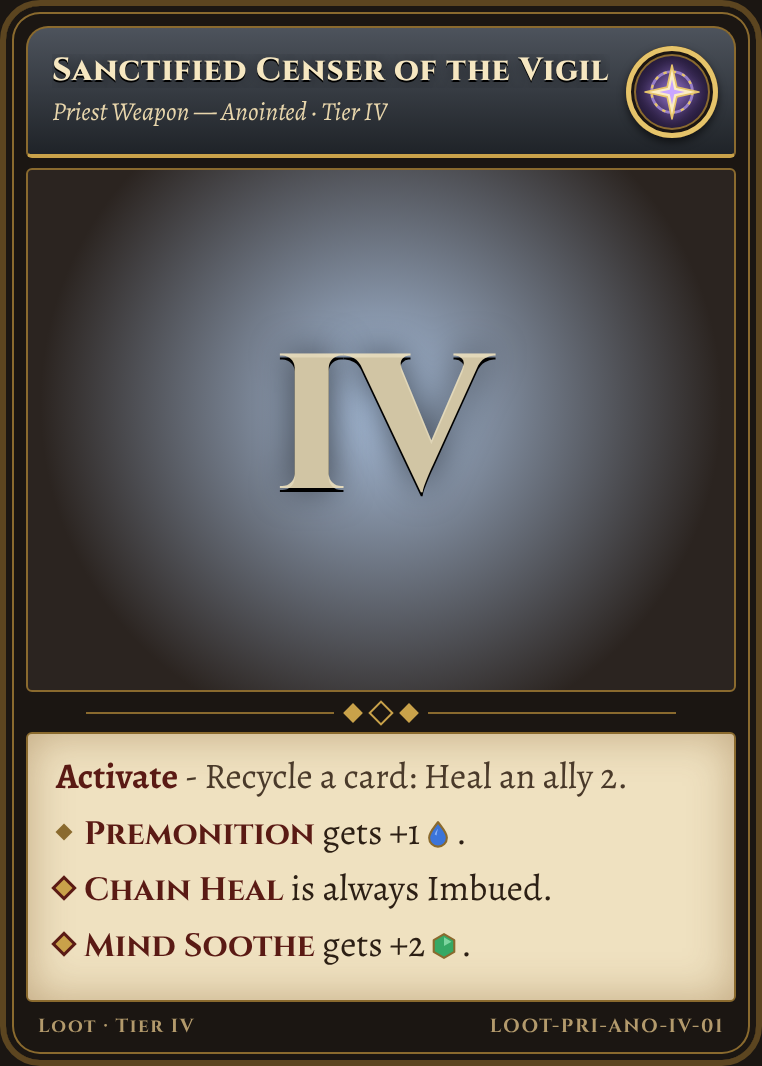 Sanctified Censer of the Vigil
Priest Weapon — Anointed · Tier IV
IV
Activate - Recycle a card: Heal an ally 2.
Premonition gets +1 .
Chain Heal is always Imbued.
Mind Soothe gets +2 .
Loot · Tier IV
LOOT-PRI-ANO-IV-01